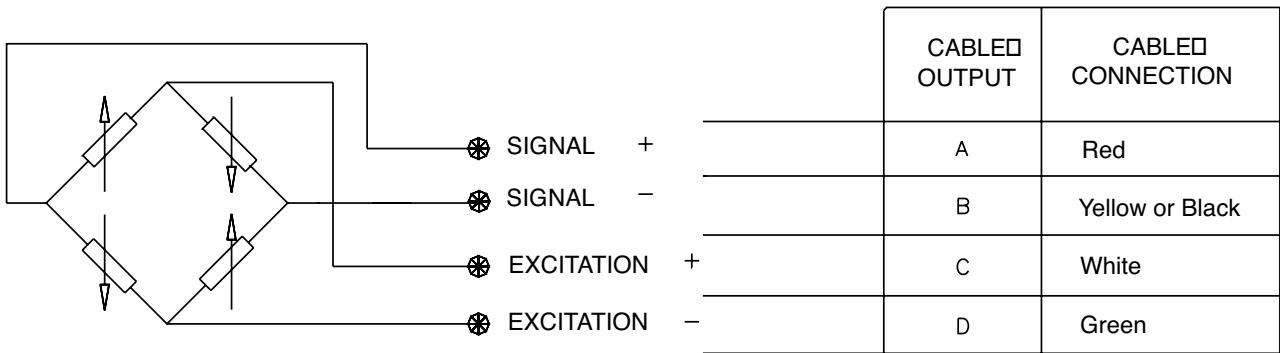 CABLE OUTPUT
CABLE CONNECTION
SIGNAL +
A
Red
SIGNAL −
B
Yellow or Black
EXCITATION +
C
White
EXCITATION −
D
Green